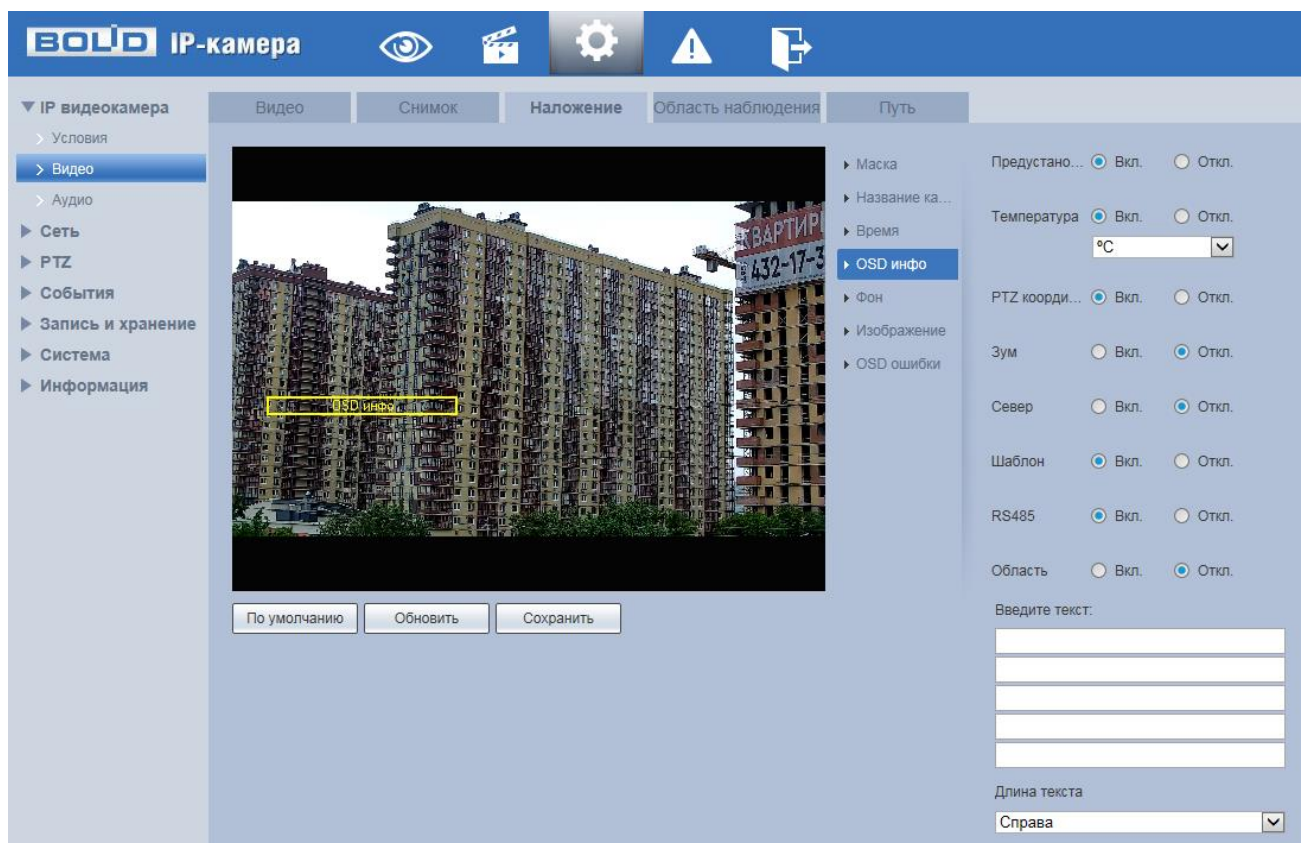 BOLID IP-камера
IP видеокамера
Условия
Видео
Аудио
Сеть
PTZ
События
Запись и хранение
Система
Информация
Видео
Снимок
Наложение
Область наблюдения
Путь
КВАРТИР
432-17-3
OSD инфо
По умолчанию
Обновить
Сохранить
Маска
Название ка...
Время
OSD инфо
Фон
Изображение
OSD ошибки
Предустано... Вкл. Откл.
Температура Вкл. Откл.
ºC
PTZ коорди... Вкл. Откл.
Зум Вкл. Откл.
Север Вкл. Откл.
Шаблон Вкл. Откл.
RS485 Вкл. Откл.
Область Вкл. Откл.
Введите текст:
Длина текста
Справа